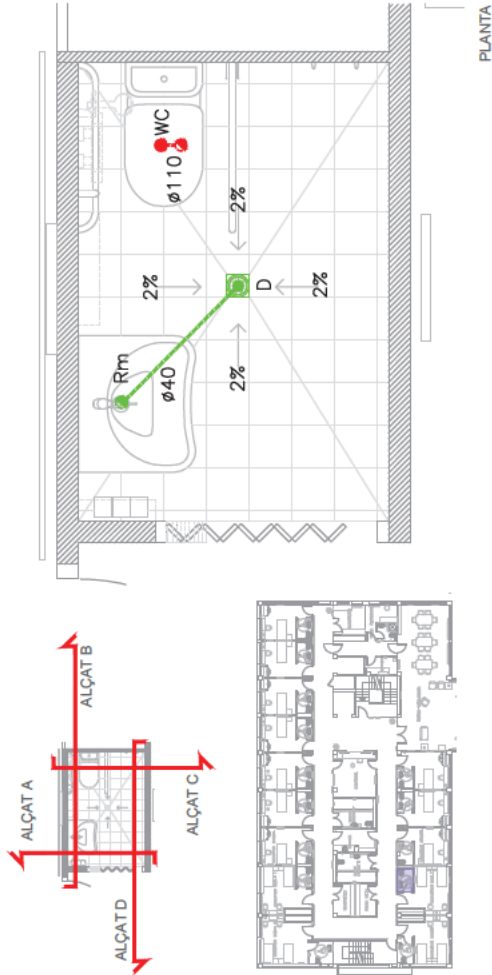 PLANTA
WC
ø110
2%
2%
2%
2%
D
Rm
ø40
ALÇAT A
ALÇAT B
ALÇAT C
ALÇAT D